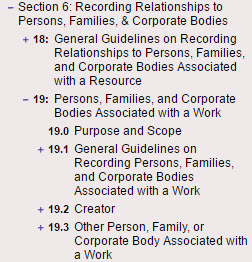 – Section 6: Recording Relationships to
Persons, Families, & Corporate Bodies
+ 18: General Guidelines on Recording
Relationships to Persons, Families,
and Corporate Bodies Associated
with a Resource
– 19: Persons, Families, and Corporate
Bodies Associated with a Work
19.0 Purpose and Scope
+ 19.1 General Guidelines on
Recording Persons, Families,
and Corporate Bodies
Associated with a Work
+ 19.2 Creator
+ 19.3 Other Person, Family, or
Corporate Body Associated with
a Work